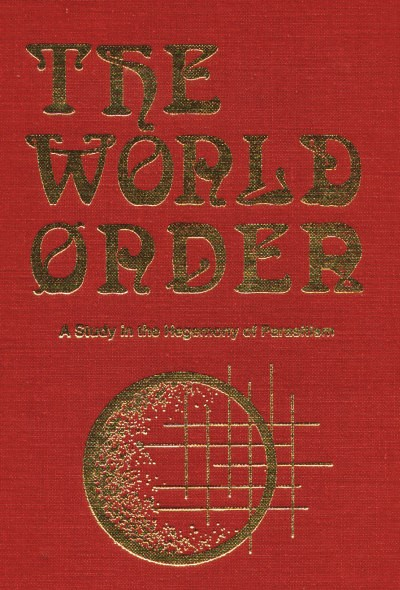 THE
WORLD
ORDER
A Study in the Hegemony of Parasitism